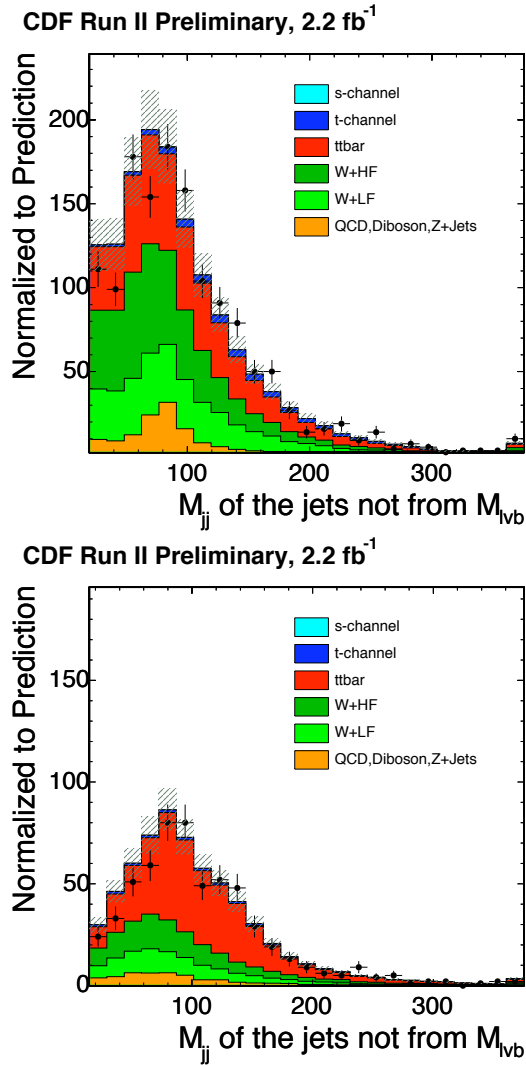 CDF Run II Preliminary, 2.2 fb-1
Normalized to Prediction
200
150
100
50
s-channel
t-channel
ttbar
W+HF
W+LF
QCD,Diboson,Z+Jets
100 200 300
Mjj of the jets not from Mlvb
CDF Run II Preliminary, 2.2 fb-1
Normalized to Prediction
150
100
50
0
s-channel
t-channel
ttbar
W+HF
W+LF
QCD,Diboson,Z+Jets
100 200 300
Mjj of the jets not from Mlvb